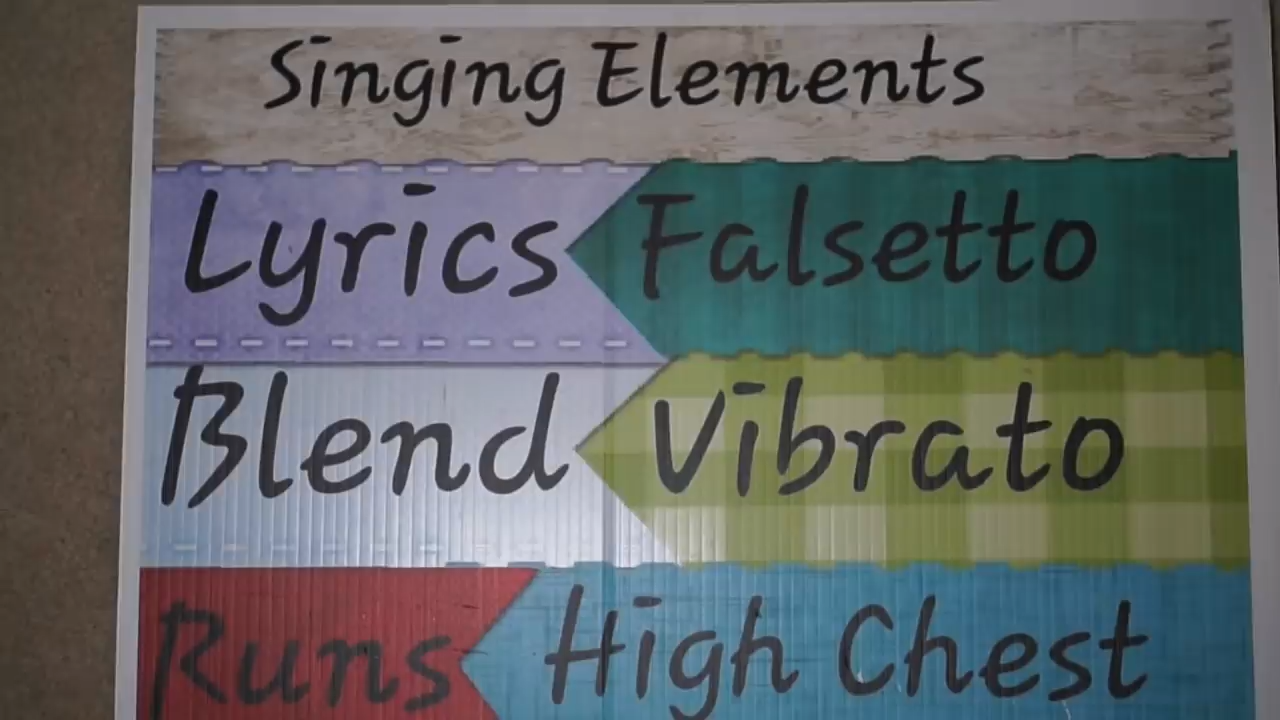 Singing Elements
Lyrics Falsetto
Blend Vibrato
Runs High Chest